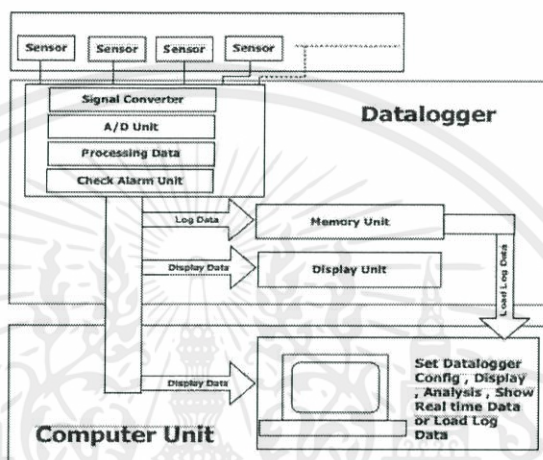 Sensor Sensor Sensor Sensor
Signal Converter
Datalogger
A/D Unit
Processing Data
Check Alarm Unit
Log Data
Memory Unit
Display Data
Display Unit
Load Log Data
Display Data
Set Datalogger
Config , Display
, Analysis , Show
Real time Data
or Load Log
Data
Computer Unit